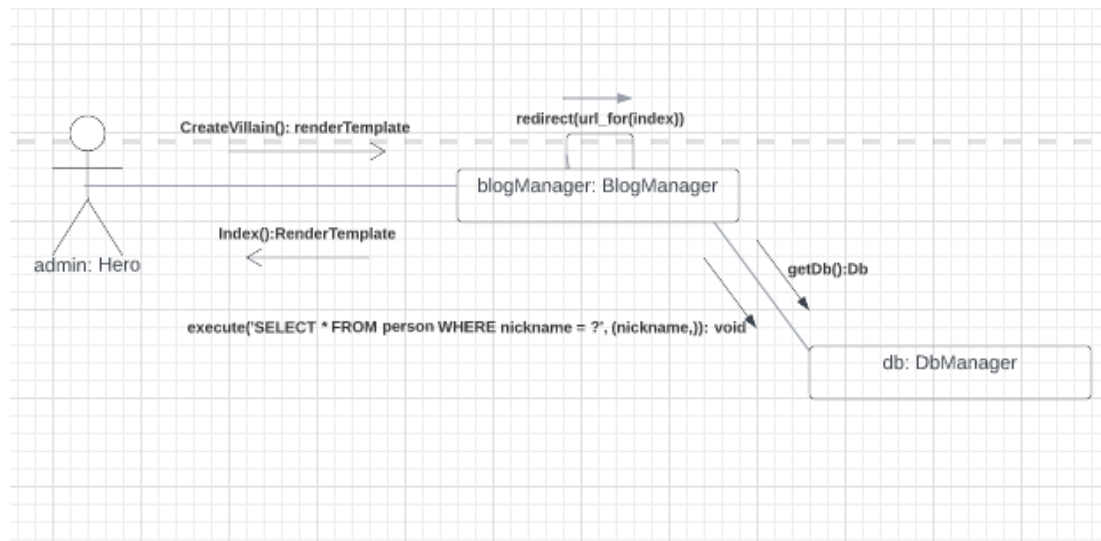 redirect(url_for(index))
CreateVillain(): renderTemplate
blogManager: BlogManager
Index():RenderTemplate
admin: Hero
getDb():Db
execute('SELECT * FROM person WHERE nickname = ?', (nickname,)): void
db: DbManager